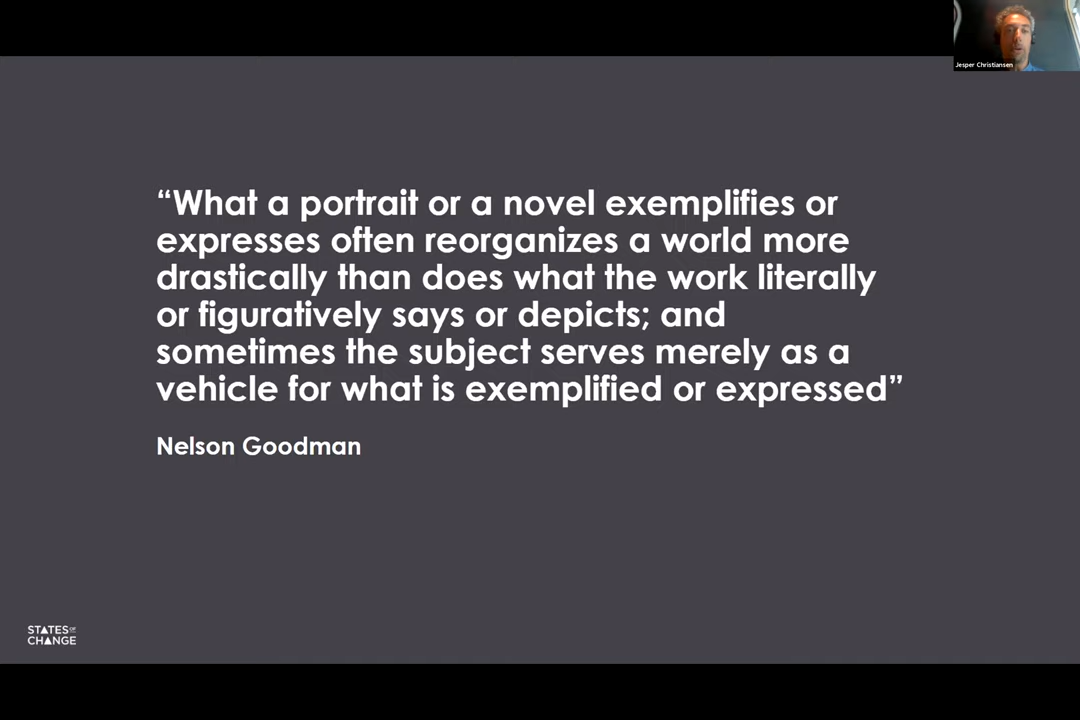 Jesper Christiansen
“What a portrait or a novel exemplifies or
expresses often reorganizes a world more
drastically than does what the work literally
or figuratively says or depicts; and
sometimes the subject serves merely as a
vehicle for what is exemplified or expressed”
Nelson Goodman
STATES OF
CHANGE